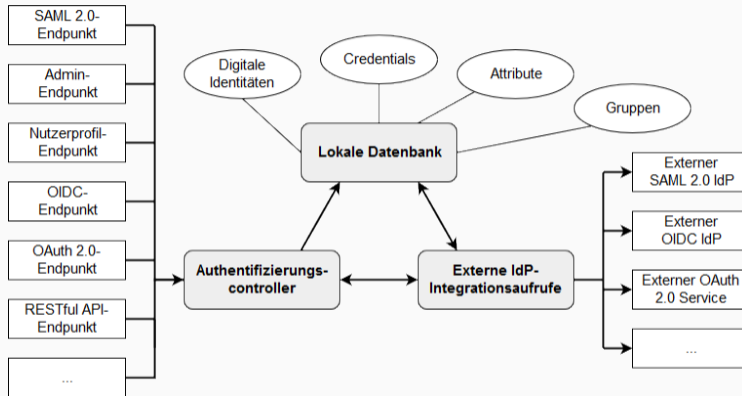 SAML 2.0-
Endpunkt
Admin-
Endpunkt
Nutzerprofil-
Endpunkt
OIDC-
Endpunkt
OAuth 2.0-
Endpunkt
RESTful API-
Endpunkt
...
Digitale
Identitäten
Credentials
Attribute
Gruppen
Lokale Datenbank
Authentifizierungs-
controller
Externe IdP-
Integrationsaufrufe
Externer
SAML 2.0 IdP
Externer
OIDC IdP
Externer OAuth
2.0 Service
...